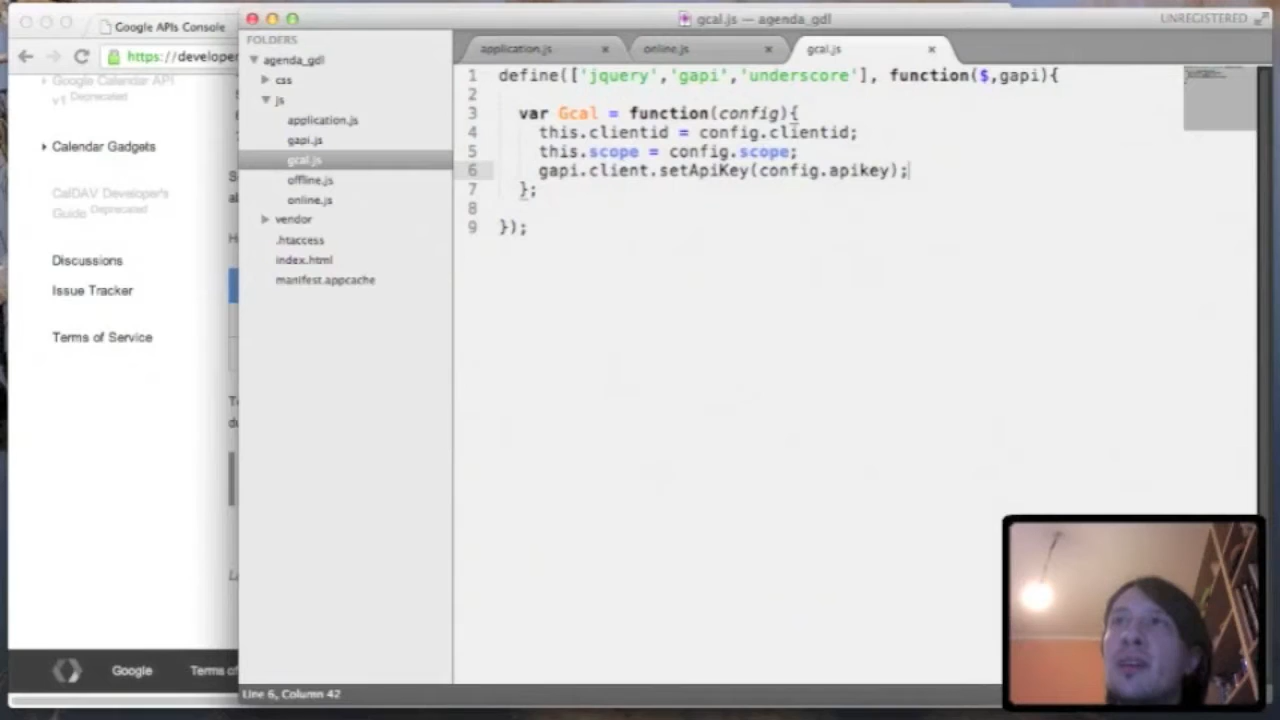 Google APIs Console
gcal.js — agenda_gdl
UNREGISTERED
https://developer
Google Calendar API
v1 Deprecated
Calendar Gadgets
CalDAV Developer's
Guide Deprecated
Discussions
Issue Tracker
Terms of Service
Google
Terms of
FOLDERS
agenda_gdl
css
js
application.js
gapi.js
gcal.js
offline.js
online.js
vendor
.htaccess
index.html
manifest.appcache
application.js
online.js
gcal.js
1 define(['jquery','gapi','underscore'], function($,gapi){
2
3 var Gcal = function(config){
4 this.clientid = config.clientid;
5 this.scope = config.scope;
6 gapi.client.setApiKey(config.apikey);
7 };
8
9 });
Line 6, Column 42